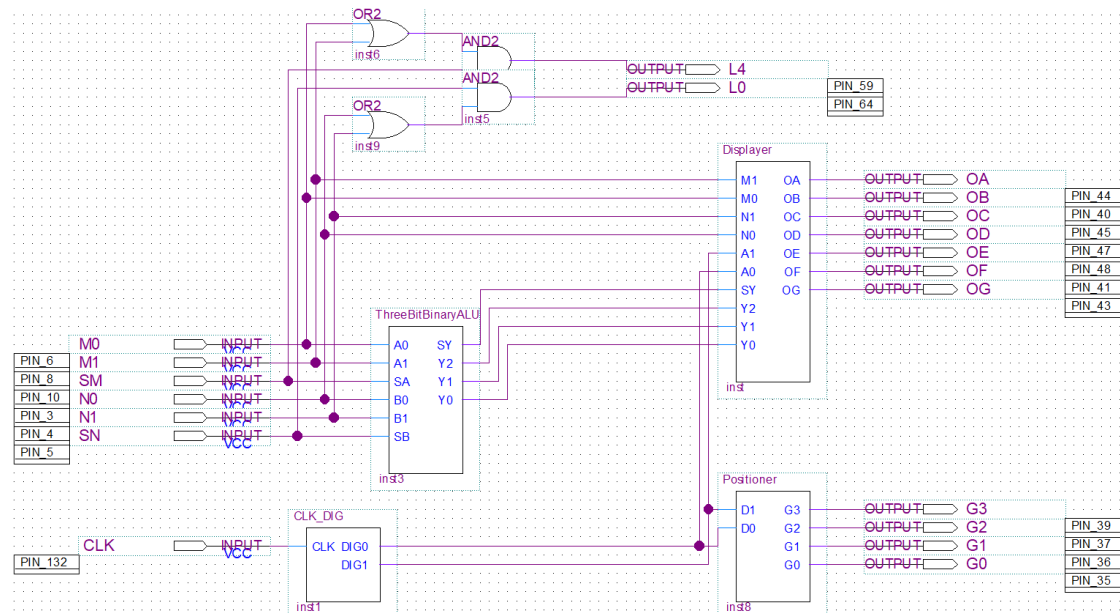 OR2
inst6
AND2
AND2
inst5
OR2
inst9
OUTPUT L4
OUTPUT L0
PIN_59
PIN_64
Displayer
M1 OA
M0 OB
N1 OC
N0 OD
A1 OE
A0 OF
SY OG
Y2
Y1
Y0
inst
OUTPUT OA
OUTPUT OB
OUTPUT OC
OUTPUT OD
OUTPUT OE
OUTPUT OF
OUTPUT OG
PIN_44
PIN_40
PIN_45
PIN_47
PIN_48
PIN_41
PIN_43
ThreeBitBinaryALU
A0 SY
A1 Y2
SA Y1
B0 Y0
B1
SB
inst3
M0 INPUT
VCC
M1 INPUT
VCC
SM INPUT
VCC
N0 INPUT
VCC
N1 INPUT
VCC
SN INPUT
VCC
PIN_6
PIN_8
PIN_10
PIN_3
PIN_4
PIN_5
CLK_DIG
CLK DIG0
DIG1
inst1
CLK INPUT
VCC
PIN_132
Positioner
D1 G3
D0 G2
G1
G0
inst8
OUTPUT G3
OUTPUT G2
OUTPUT G1
OUTPUT G0
PIN_39
PIN_37
PIN_36
PIN_35